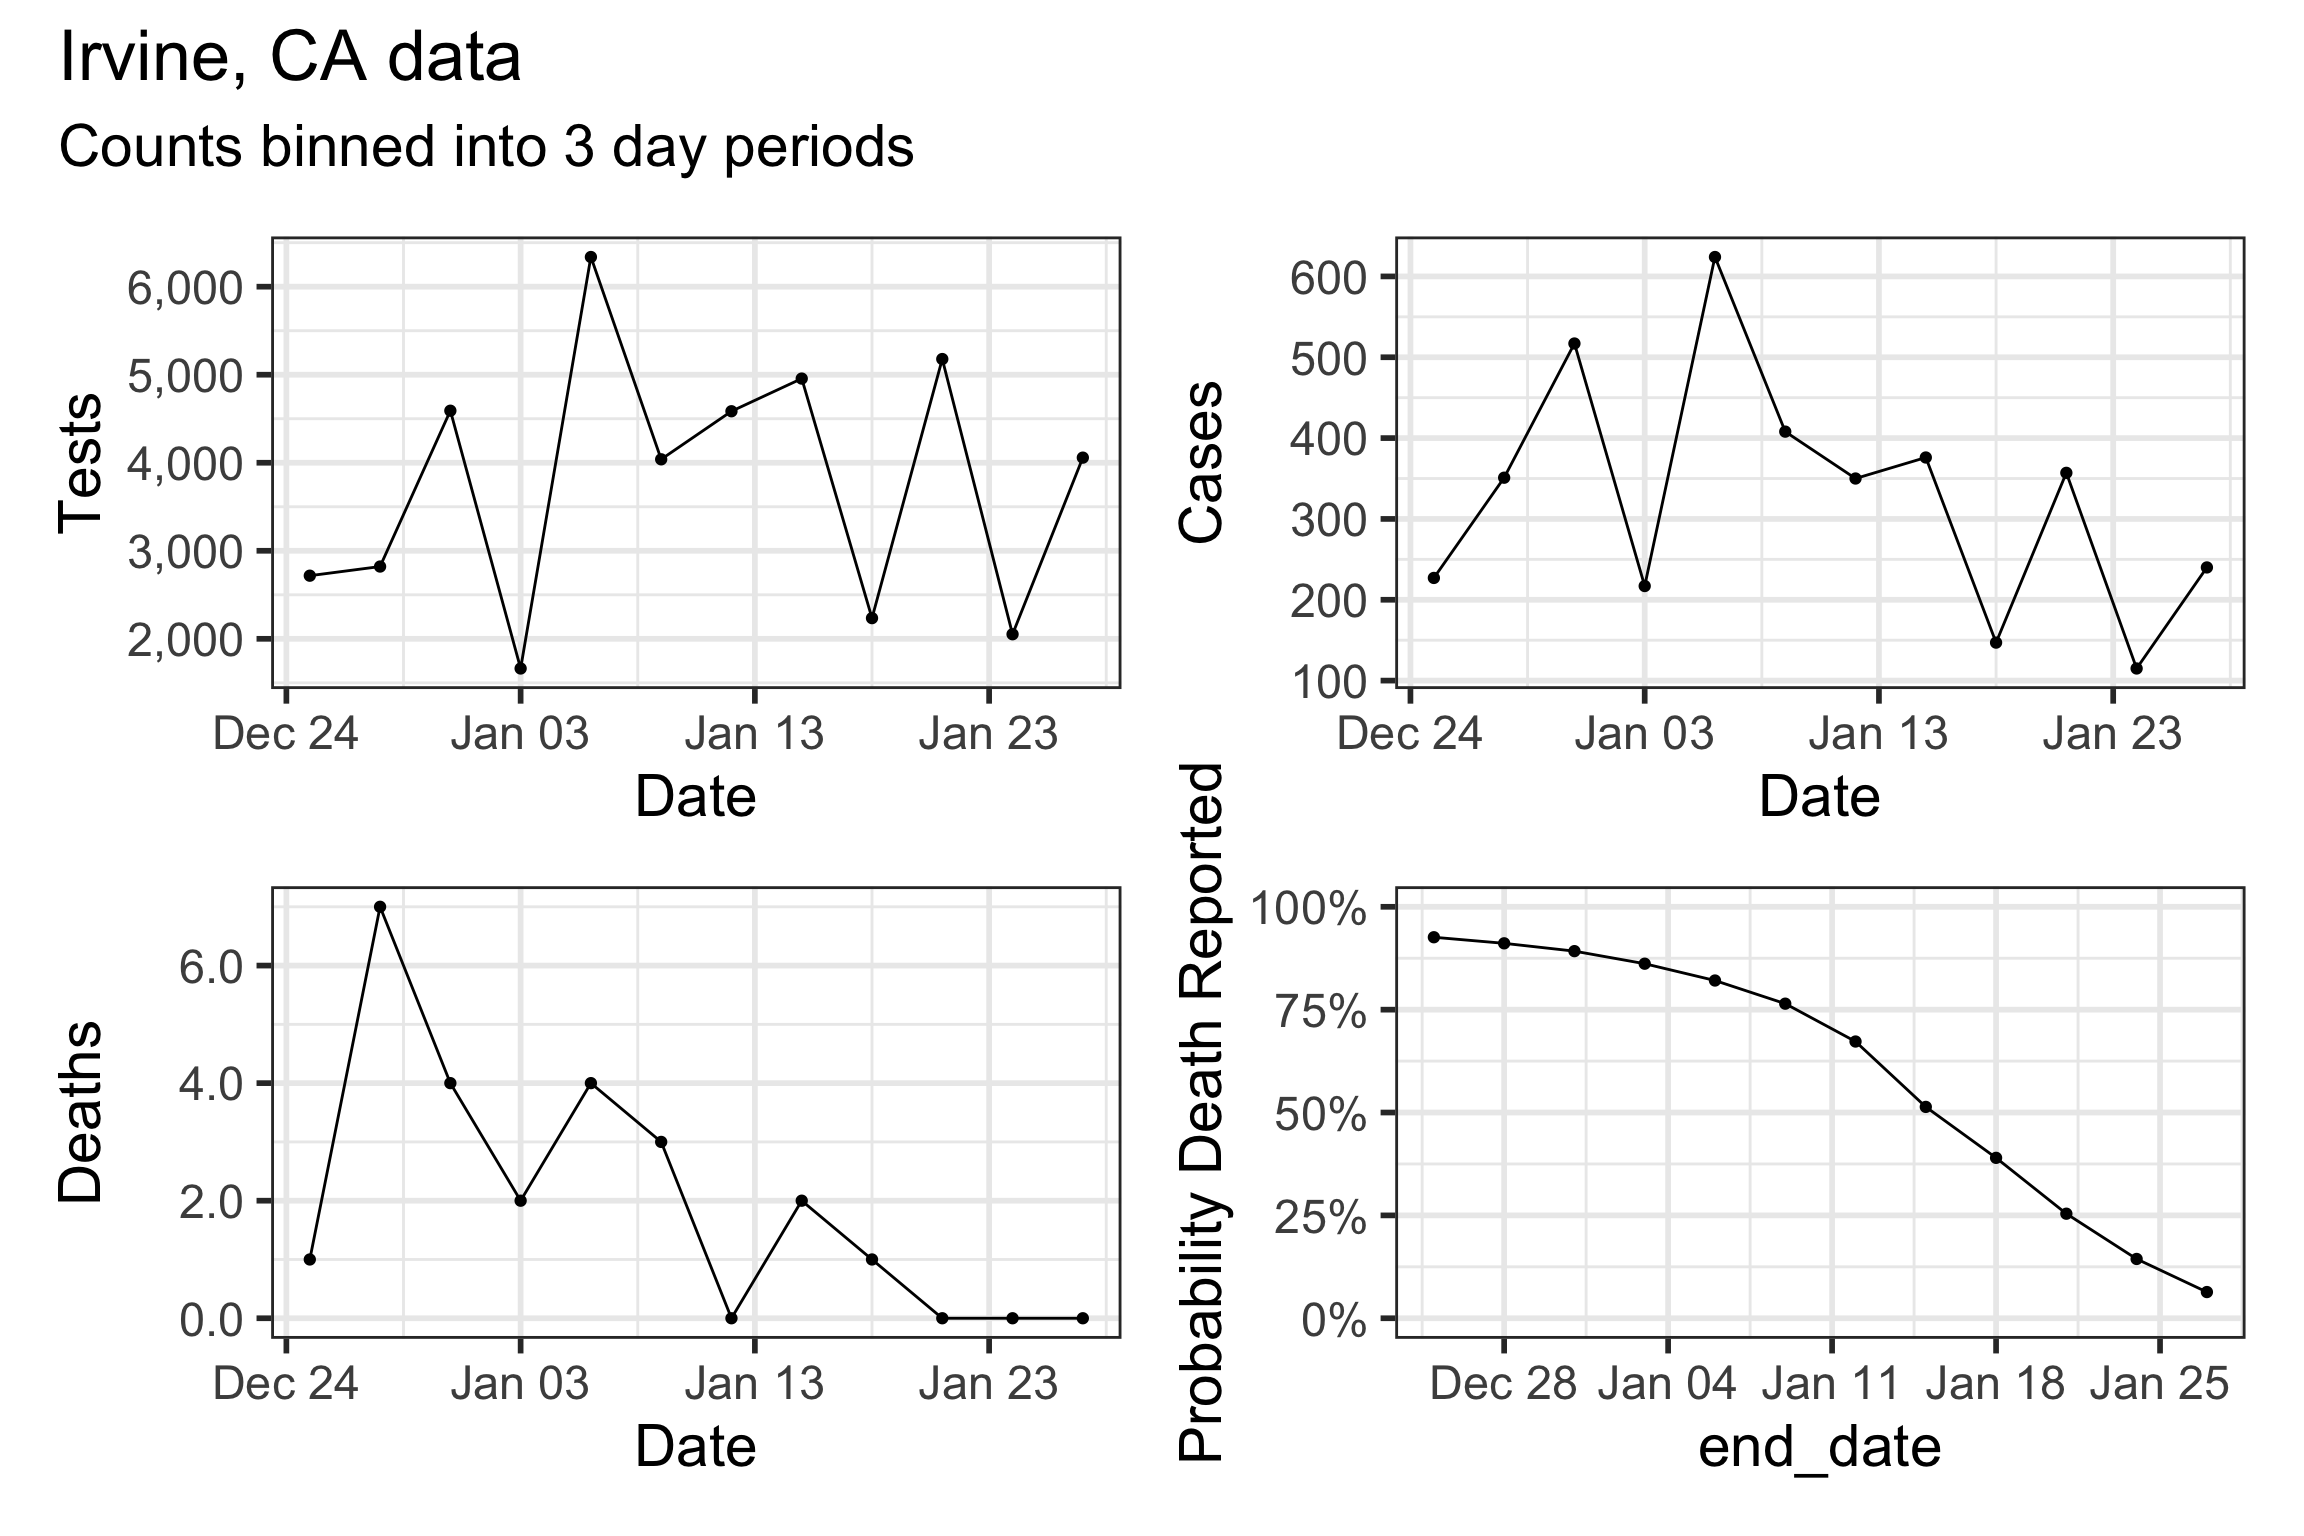 Irvine, CA data
Counts binned into 3 day periods
Tests
6,000
5,000
4,000
3,000
2,000
Dec 24 Jan 03 Jan 13 Jan 23
Date
Cases
600
500
400
300
200
100
Dec 24 Jan 03 Jan 13 Jan 23
Date
Deaths
6.0
4.0
2.0
0.0
Dec 24 Jan 03 Jan 13 Jan 23
Date
Probability Death Reported
100%
75%
50%
25%
0%
Dec 28 Jan 04 Jan 11 Jan 18 Jan 25
end_date